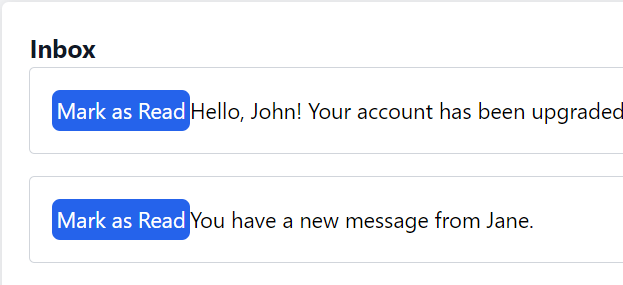 Inbox
Mark as Read Hello, John! Your account has been upgraded
Mark as Read You have a new message from Jane.